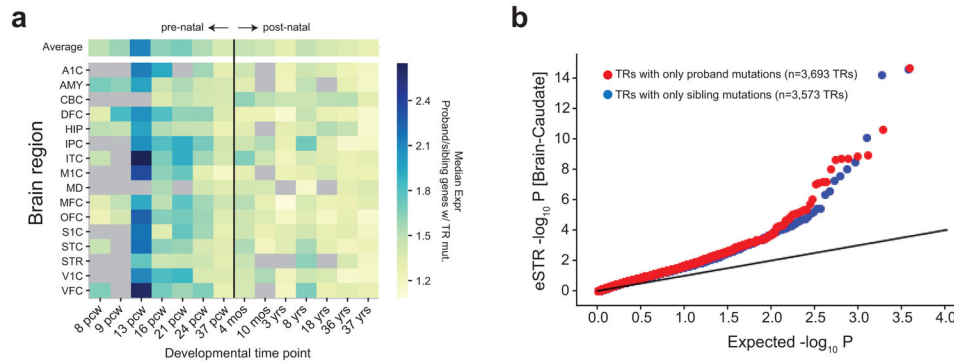 a
pre-natal ← → post-natal
Average
A1C
AMY
CBC
DFC
HIP
IPC
ITC
M1C
MD
MFC
OFC
S1C
STC
STR
V1C
VFC
Brain region
8 pcw
9 pcw
13 pcw
16 pcw
21 pcw
24 pcw
37 pcw
4 mos
10 mos
3 yrs
8 yrs
18 yrs
36 yrs
37 yrs
Developmental time point
2.4
2.1
1.8
1.5
1.2
Median Expr
Proband/sibling genes w/ TR mut.
b
TRs with only proband mutations (n=3,693 TRs)
TRs with only sibling mutations (n=3,573 TRs)
eSTR -log10 P [Brain-Caudate]
14
12
10
8
6
4
2
0
0.0 0.5 1.0 1.5 2.0 2.5 3.0 3.5 4.0
Expected -log10 P